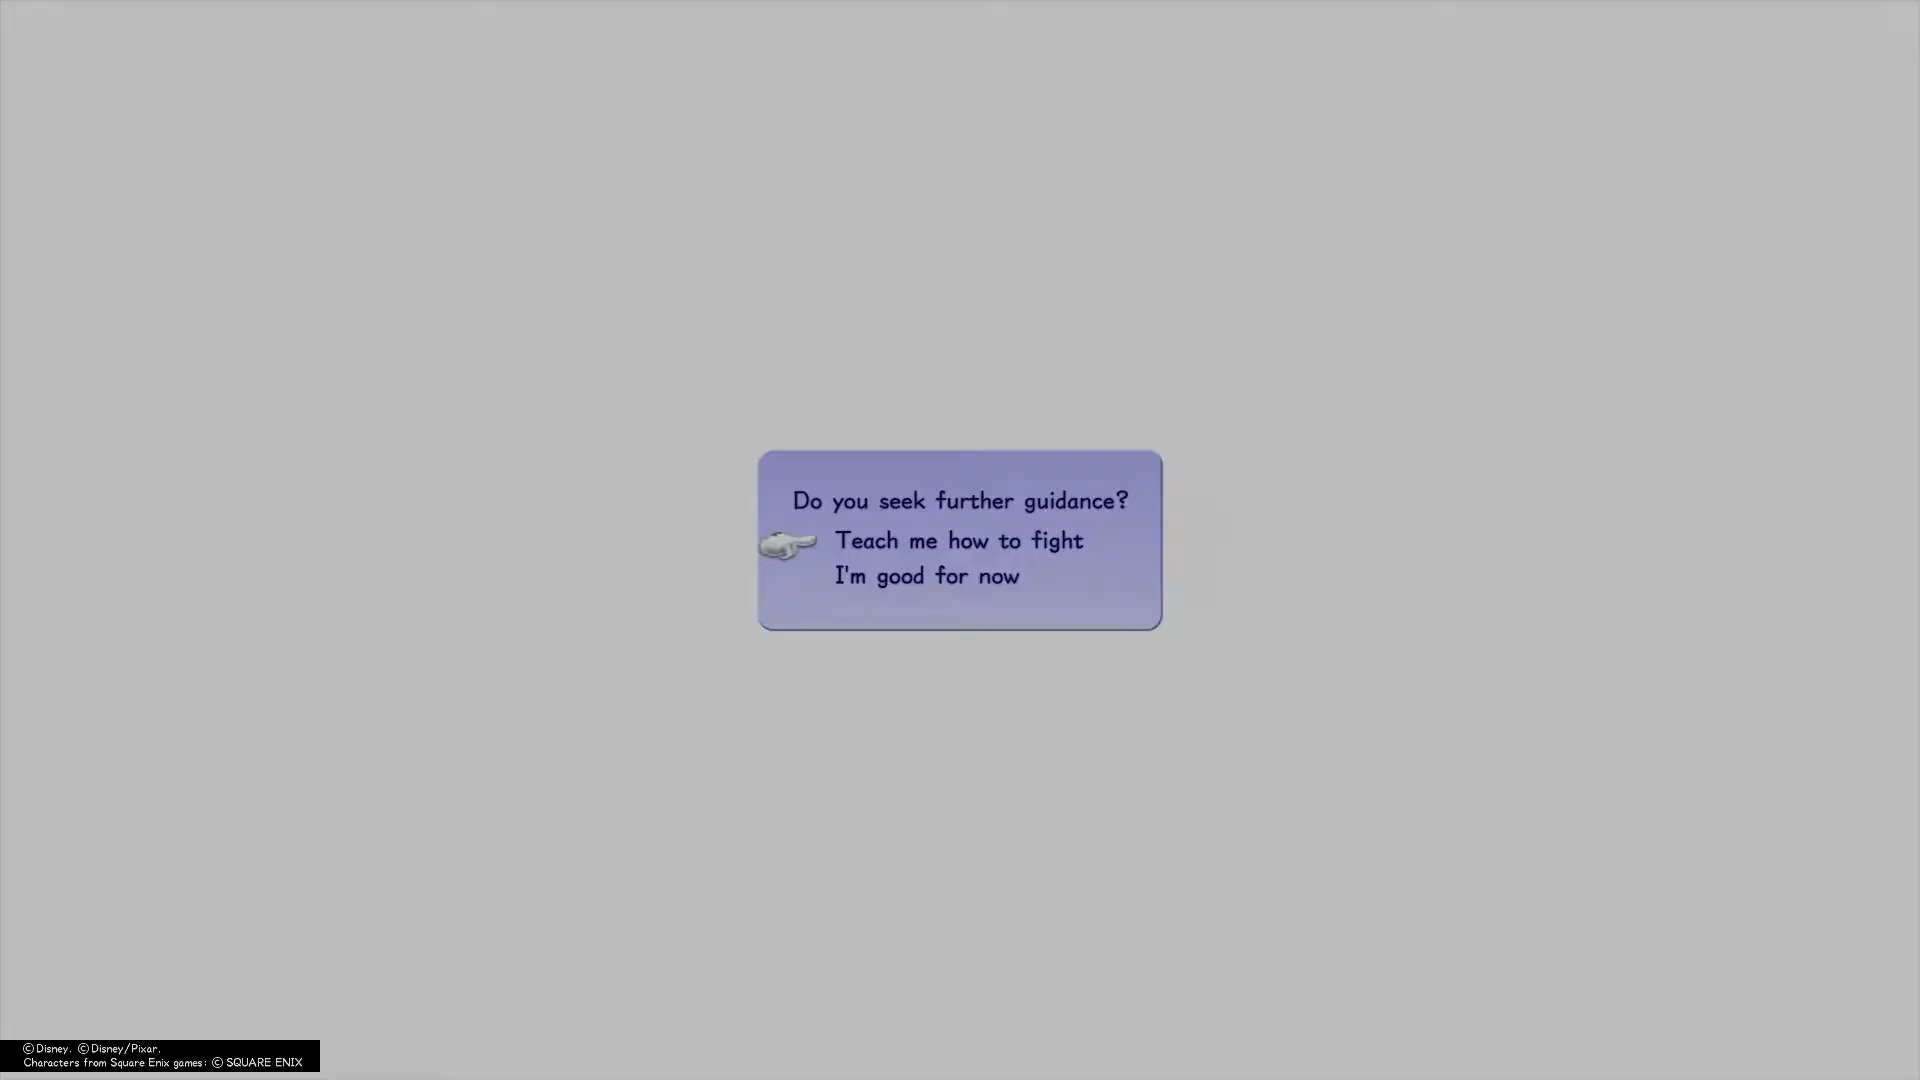 Do you seek further guidance?
Teach me how to fight
I'm good for now
©Disney. ©Disney/Pixar.
Characters from Square Enix games: © SQUARE ENIX